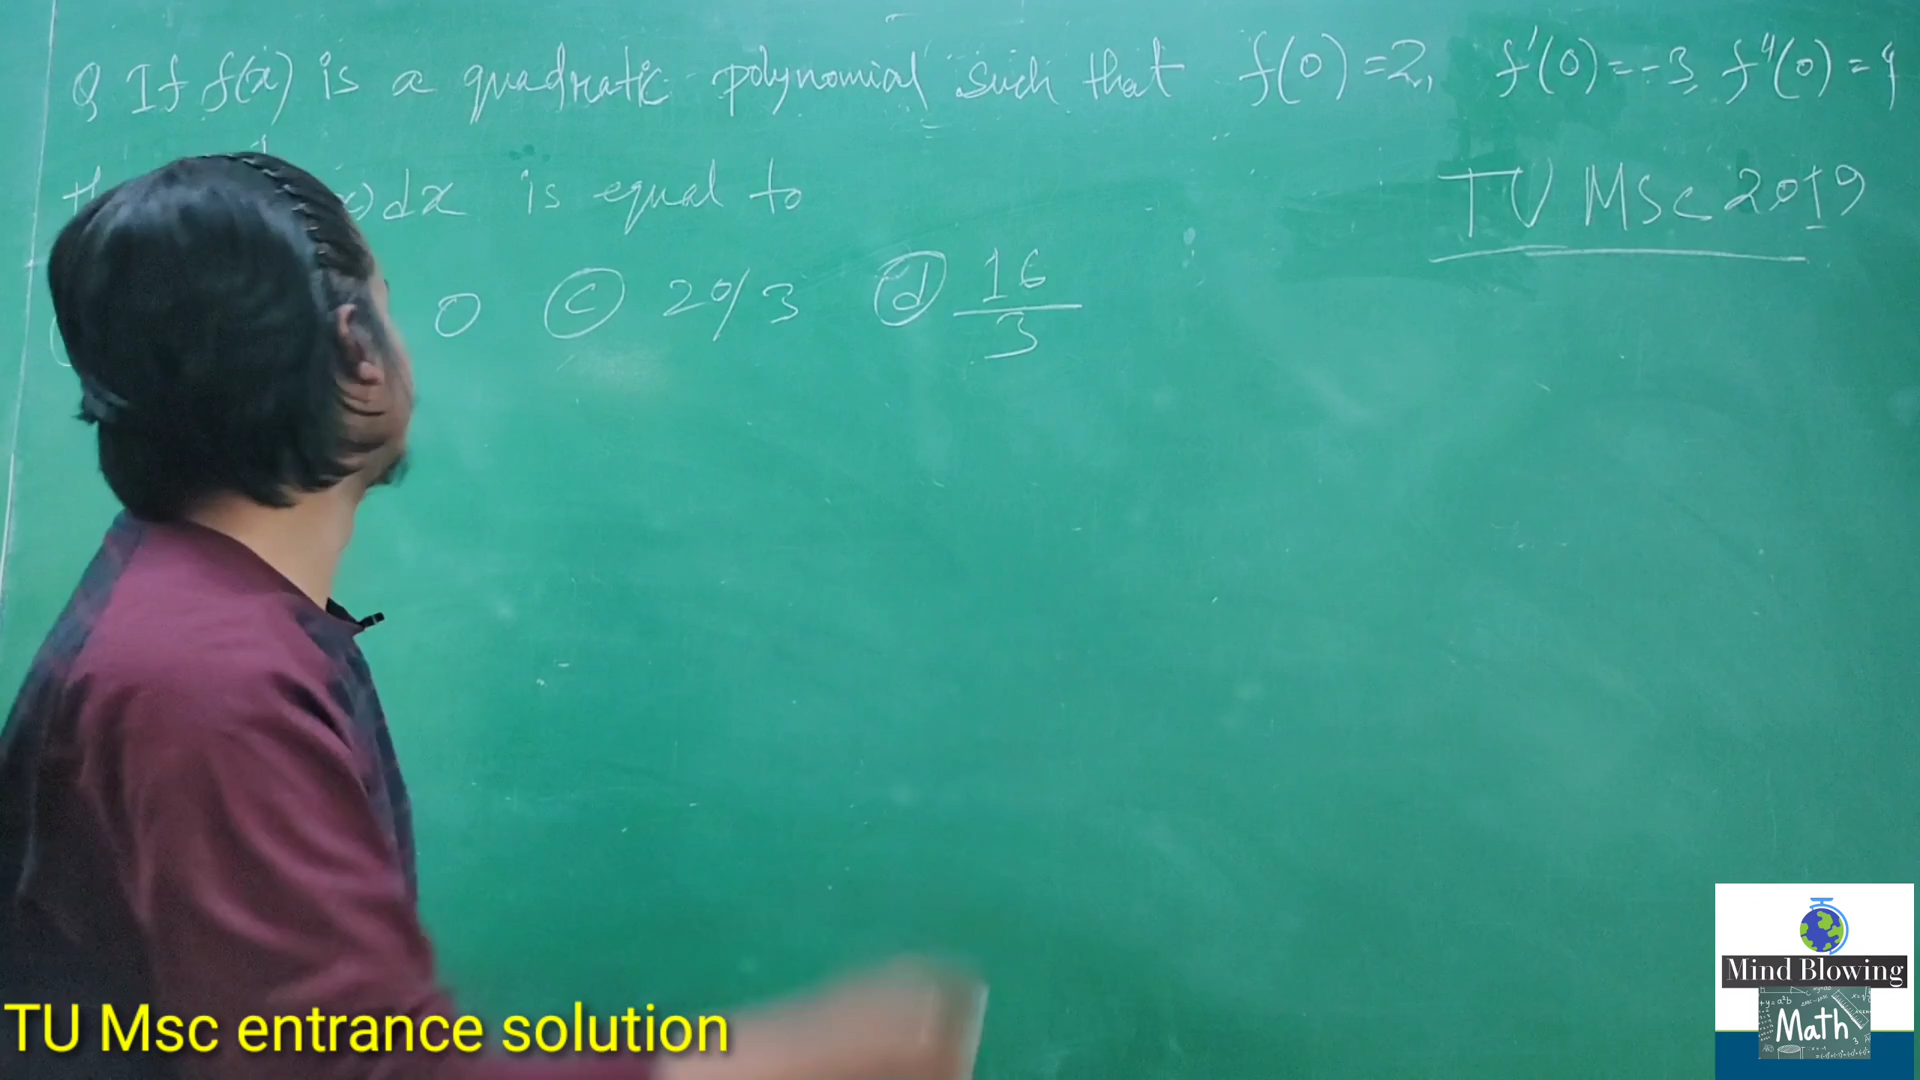 Q If f(x) is a quadratic polynomial such that f(0)=2, f'(0)=-3, f"(0)=4
x)dx is equal to
TU MSc 2019
0 (c) 20/3 (d) 16/3
TU Msc entrance solution
Mind Blowing
Math